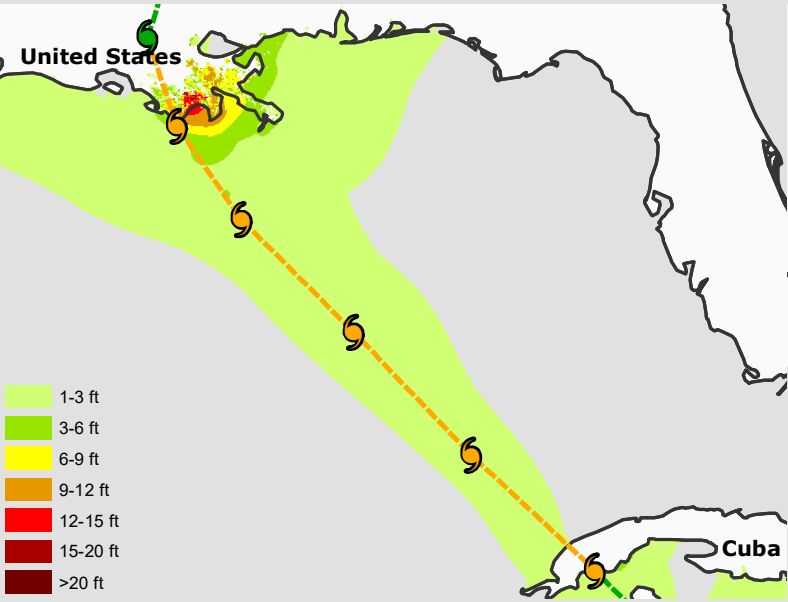 United States
1-3 ft
3-6 ft
6-9 ft
9-12 ft
12-15 ft
15-20 ft
>20 ft
Cuba